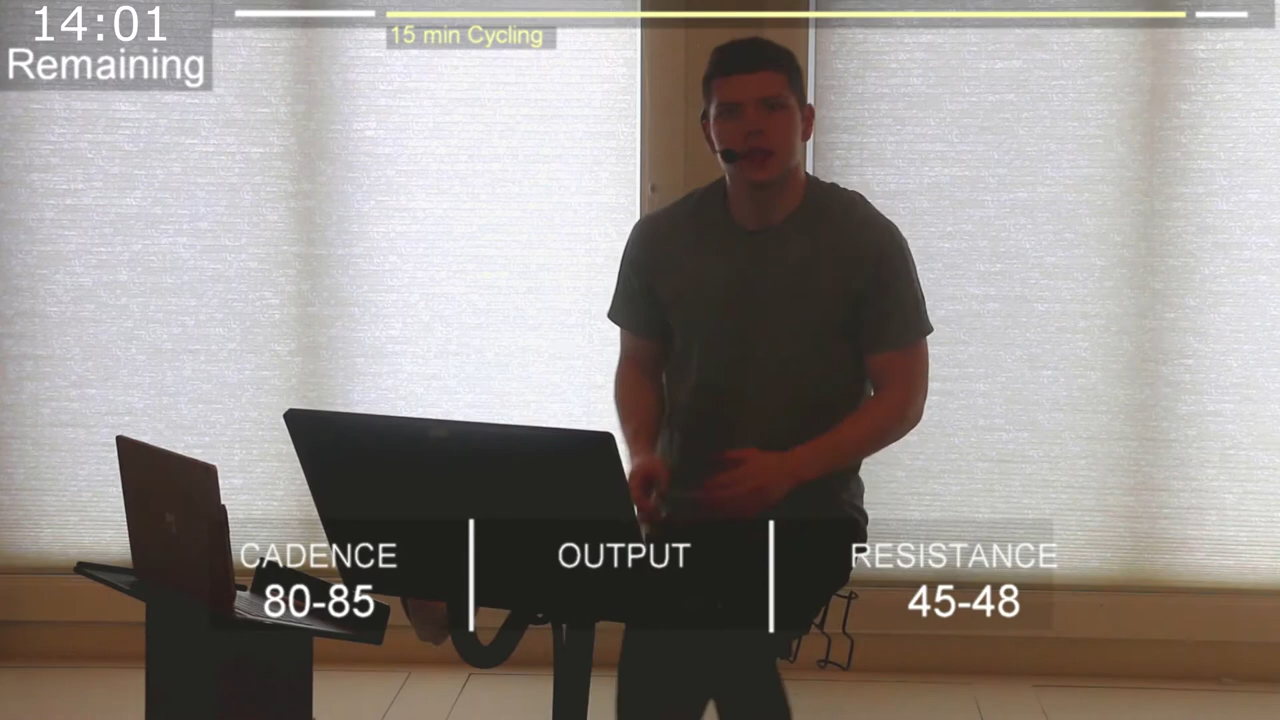 14:01
Remaining
15 min Cycling
CADENCE
80-85
OUTPUT
RESISTANCE
45-48